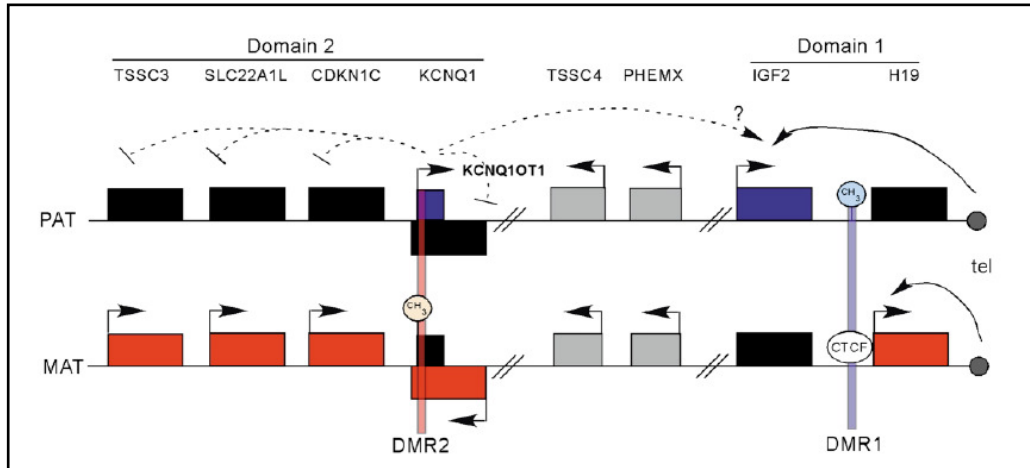 Domain 2 Domain 1
TSSC3 SLC22A1L CDKN1C KCNQ1 TSSC4 PHEMX IGF2 H19
?
KCNQ1OT1
PAT CH3
tel
CH3
MAT CTCF
DMR2 DMR1